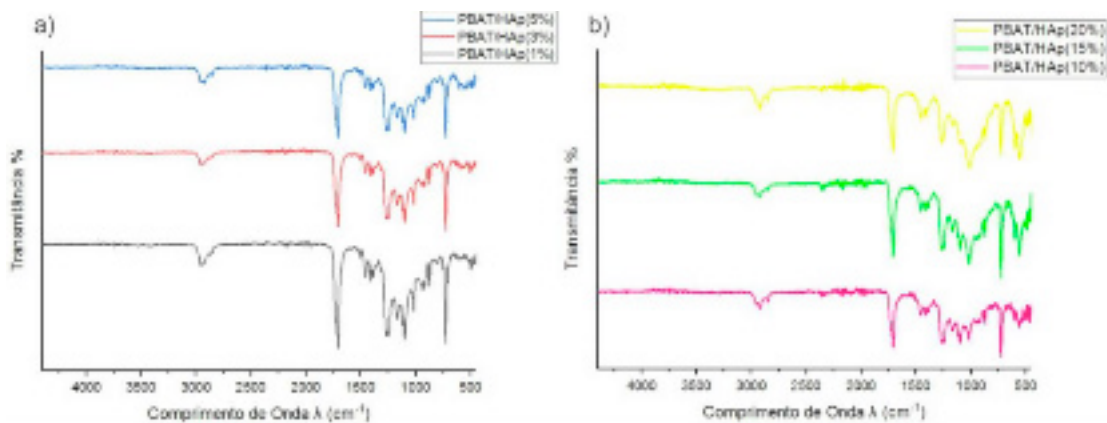 a)
PBAT/HAp(5%)
PBAT/HAp(3%)
PBAT/HAp(1%)
Transmitância %
4000 3500 3000 2500 2000 1500 1000 500
Comprimento de Onda λ (cm⁻¹)
b)
PBAT/HAp(20%)
PBAT/HAp(15%)
PBAT/HAp(10%)
Transmitância %
4000 3500 3000 2500 2000 1500 1000 500
Comprimento de Onda λ (cm⁻¹)